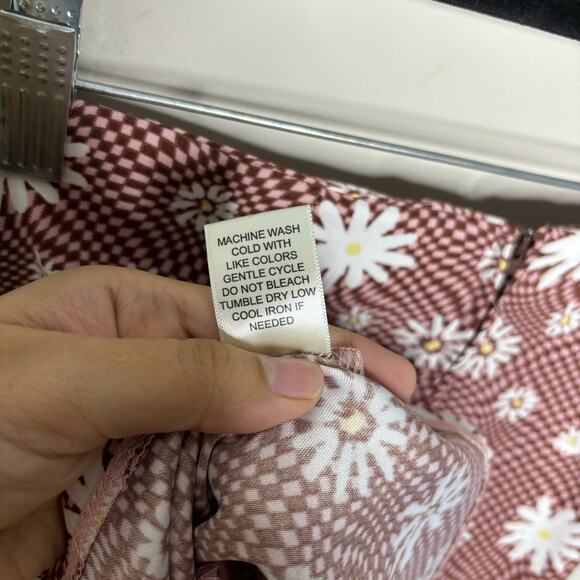 MACHINE WASH
COLD WITH
LIKE COLORS
GENTLE CYCLE
DO NOT BLEACH
TUMBLE DRY LOW
COOL IRON IF
NEEDED